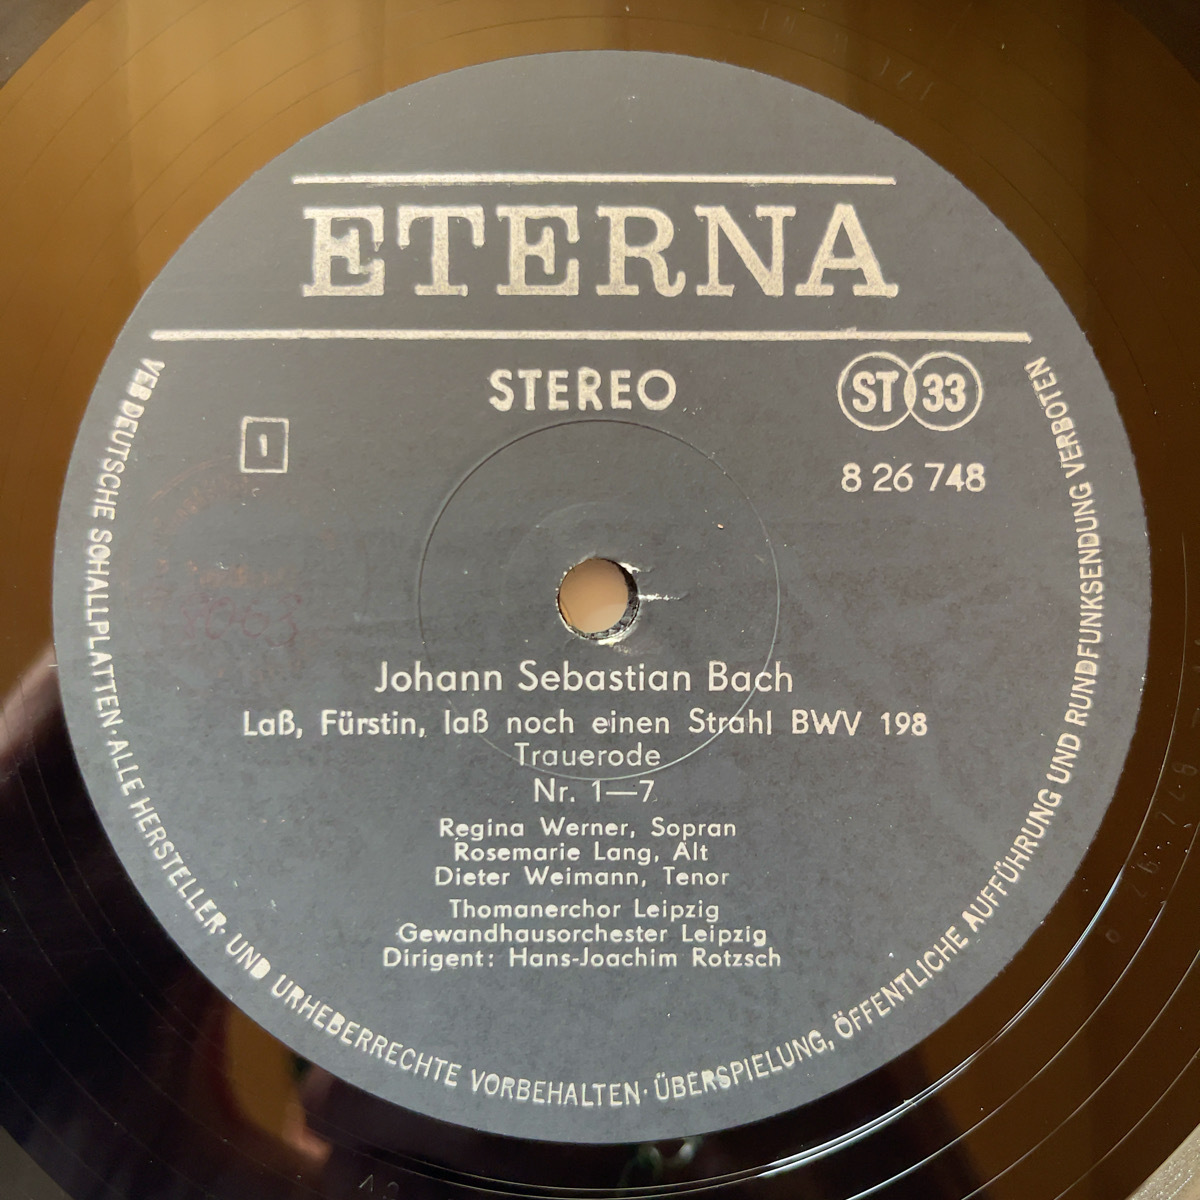 ETERNA
STEREO
ST 33
1
8 26 748
Johann Sebastian Bach
Laß, Fürstin, laß noch einen Strahl BWV 198
Trauerode
Nr. 1—7
Regina Werner, Sopran
Rosemarie Lang, Alt
Dieter Weimann, Tenor
Thomanerchor Leipzig
Gewandhausorchester Leipzig
Dirigent: Hans-Joachim Rotzsch
VEB DEUTSCHE SCHALLPLATTEN · ALLE HERSTELLER- UND URHEBERRECHTE VORBEHALTEN · ÜBERSPIELUNG, ÖFFENTLICHE AUFFÜHRUNG UND RUNDFUNKSENDUNG VERBOTEN